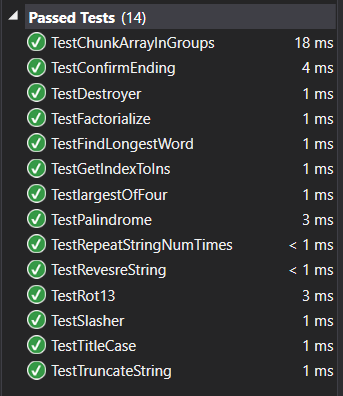 Passed Tests (14)
TestChunkArrayInGroups 18 ms
TestConfirmEnding 4 ms
TestDestroyer 1 ms
TestFactorialize 1 ms
TestFindLongestWord 1 ms
TestGetIndexToIns 1 ms
TestlargestOfFour 1 ms
TestPalindrome 3 ms
TestRepeatStringNumTimes < 1 ms
TestRevesreString < 1 ms
TestRot13 3 ms
TestSlasher 1 ms
TestTitleCase 1 ms
TestTruncateString 1 ms